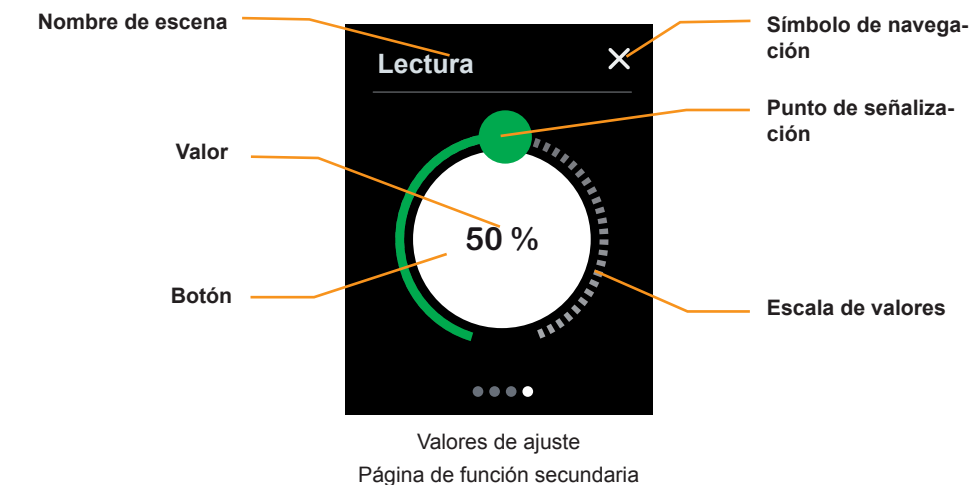 Nombre de escena
Símbolo de navega-
ción
Lectura
Punto de señaliza-
ción
Valor
50 %
Botón
Escala de valores
Valores de ajuste
Página de función secundaria